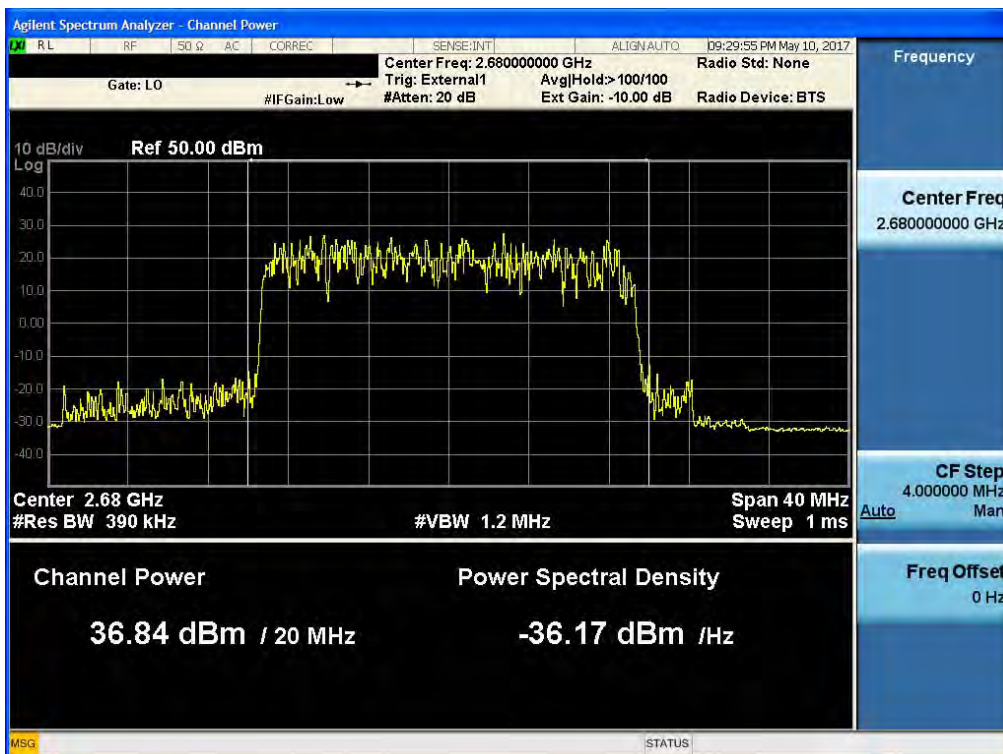 Agilent Spectrum Analyzer - Channel Power
LXI RL RF 50 Ω AC CORREC SENSE:INT ALIGN AUTO 09:29:55 PM May 10, 2017
Center Freq: 2.680000000 GHz Radio Std: None
Gate: LO Trig: External1 Avg|Hold:>100/100
#IFGain:Low #Atten: 20 dB Ext Gain: -10.00 dB Radio Device: BTS
10 dB/div Ref 50.00 dBm
Log
40.0
30.0
20.0
10.0
0.00
-10.0
-20.0
-30.0
-40.0
Center 2.68 GHz Span 40 MHz
#Res BW 390 kHz #VBW 1.2 MHz Sweep 1 ms
Channel Power Power Spectral Density
36.84 dBm / 20 MHz -36.17 dBm /Hz
MSG STATUS
Frequency
Center Freq
2.680000000 GHz
CF Step
4.000000 MHz
Auto Man
Freq Offset
0 Hz